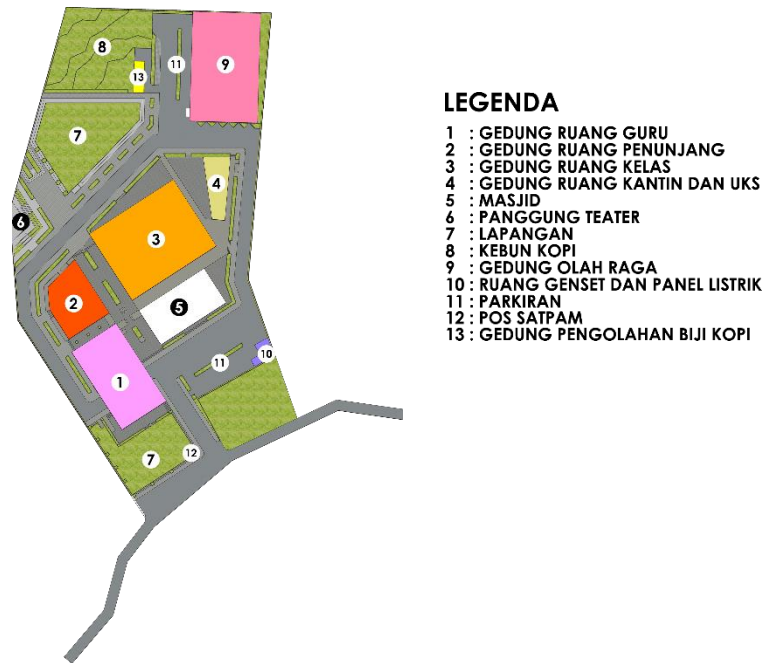 8
13
11
9
7
4
6
3
2
5
10
11
1
7
12
LEGENDA
1 : GEDUNG RUANG GURU
2 : GEDUNG RUANG PENUNJANG
3 : GEDUNG RUANG KELAS
4 : GEDUNG RUANG KANTIN DAN UKS
5 : MASJID
6 : PANGGUNG TEATER
7 : LAPANGAN
8 : KEBUN KOPI
9 : GEDUNG OLAH RAGA
10 : RUANG GENSET DAN PANEL LISTRIK
11 : PARKIRAN
12 : POS SATPAM
13 : GEDUNG PENGOLAHAN BIJI KOPI